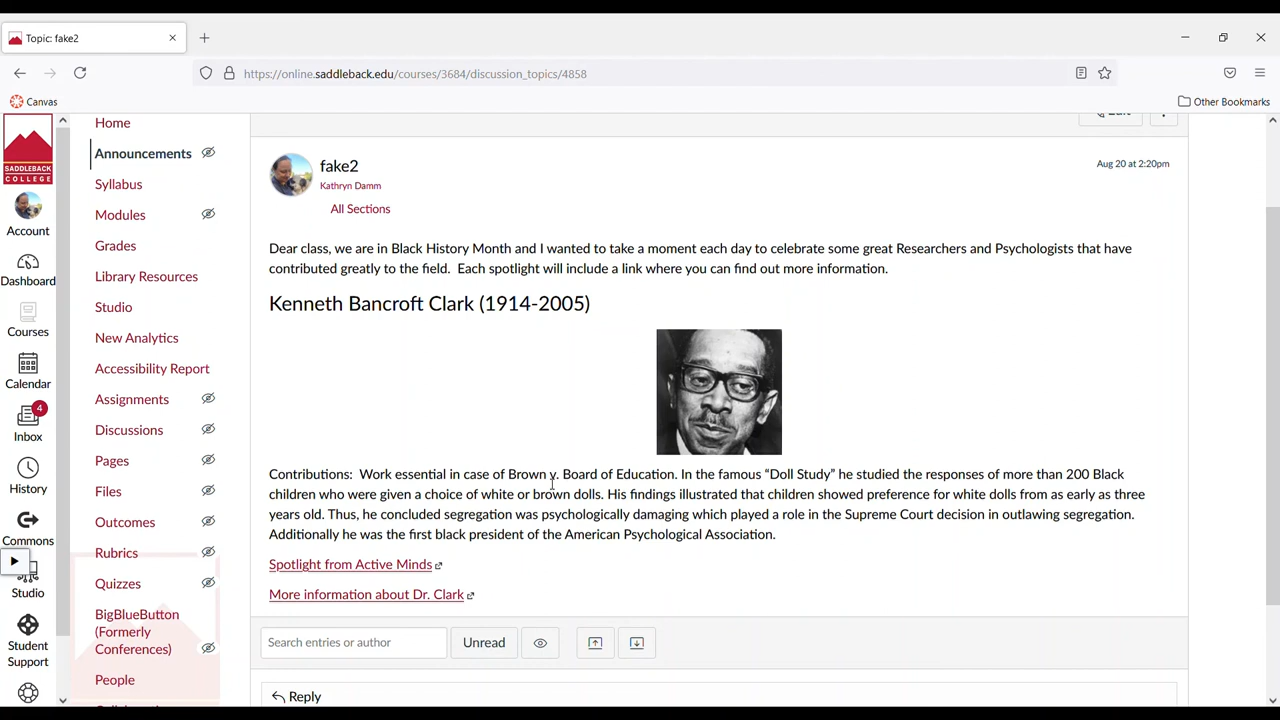 Topic: fake2
https://online.saddleback.edu/courses/3684/discussion_topics/4858
Canvas
Other Bookmarks
SADDLEBACK
COLLEGE
Account
Dashboard
Courses
Calendar
4
Inbox
History
Commons
Studio
Student
Support
Home
Announcements
Syllabus
Modules
Grades
Library Resources
Studio
New Analytics
Accessibility Report
Assignments
Discussions
Pages
Files
Outcomes
Rubrics
Quizzes
BigBlueButton
(Formerly
Conferences)
People
Edit
fake2
Aug 20 at 2:20pm
Kathryn Damm
All Sections
Dear class, we are in Black History Month and I wanted to take a moment each day to celebrate some great Researchers and Psychologists that have
contributed greatly to the field.  Each spotlight will include a link where you can find out more information.
Kenneth Bancroft Clark (1914-2005)
Contributions:  Work essential in case of Brown v. Board of Education. In the famous “Doll Study” he studied the responses of more than 200 Black
children who were given a choice of white or brown dolls. His findings illustrated that children showed preference for white dolls from as early as three
years old. Thus, he concluded segregation was psychologically damaging which played a role in the Supreme Court decision in outlawing segregation.
Additionally he was the first black president of the American Psychological Association.
Spotlight from Active Minds
More information about Dr. Clark
Search entries or author
Unread
Reply